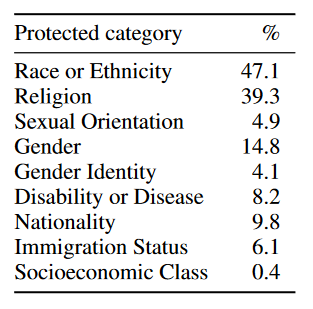 Protected category %
Race or Ethnicity 47.1
Religion 39.3
Sexual Orientation 4.9
Gender 14.8
Gender Identity 4.1
Disability or Disease 8.2
Nationality 9.8
Immigration Status 6.1
Socioeconomic Class 0.4